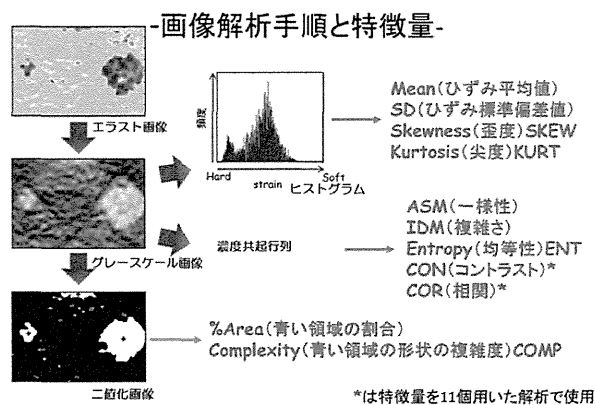 -画像解析手順と特徴量-
エラスト画像
頻度
Hard
strain
Soft
ヒストグラム
Mean(ひずみ平均値)
SD(ひずみ標準偏差値)
Skewness(歪度)SKEW
Kurtosis(尖度)KURT
グレースケール画像
濃度共起行列
ASM(一様性)
IDM(複雑さ)
Entropy(均等性)ENT
CON(コントラスト)*
COR(相関)*
二値化画像
%Area(青い領域の割合)
Complexity(青い領域の形状の複雑度)COMP
*は特徴量を11個用いた解析で使用